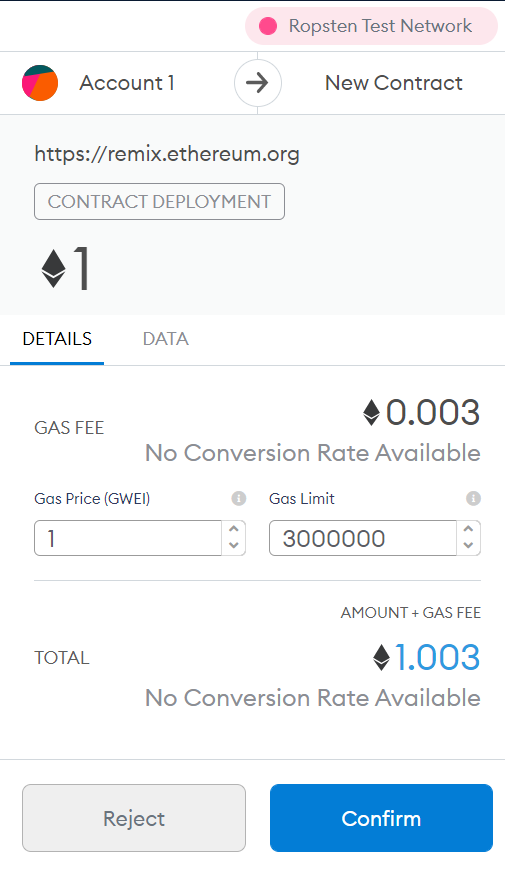 Ropsten Test Network
Account 1
New Contract
https://remix.ethereum.org
CONTRACT DEPLOYMENT
1
DETAILS
DATA
GAS FEE
0.003
No Conversion Rate Available
Gas Price (GWEI)
Gas Limit
1
3000000
AMOUNT + GAS FEE
TOTAL
1.003
No Conversion Rate Available
Reject
Confirm